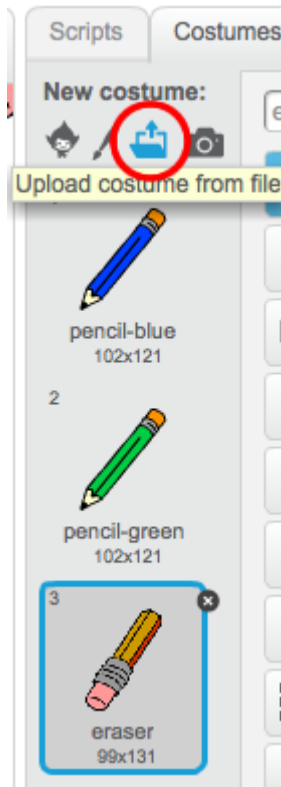 Scripts
Costumes
New costume:
e
Upload costume from file
pencil-blue
102x121
2
pencil-green
102x121
3
eraser
99x131